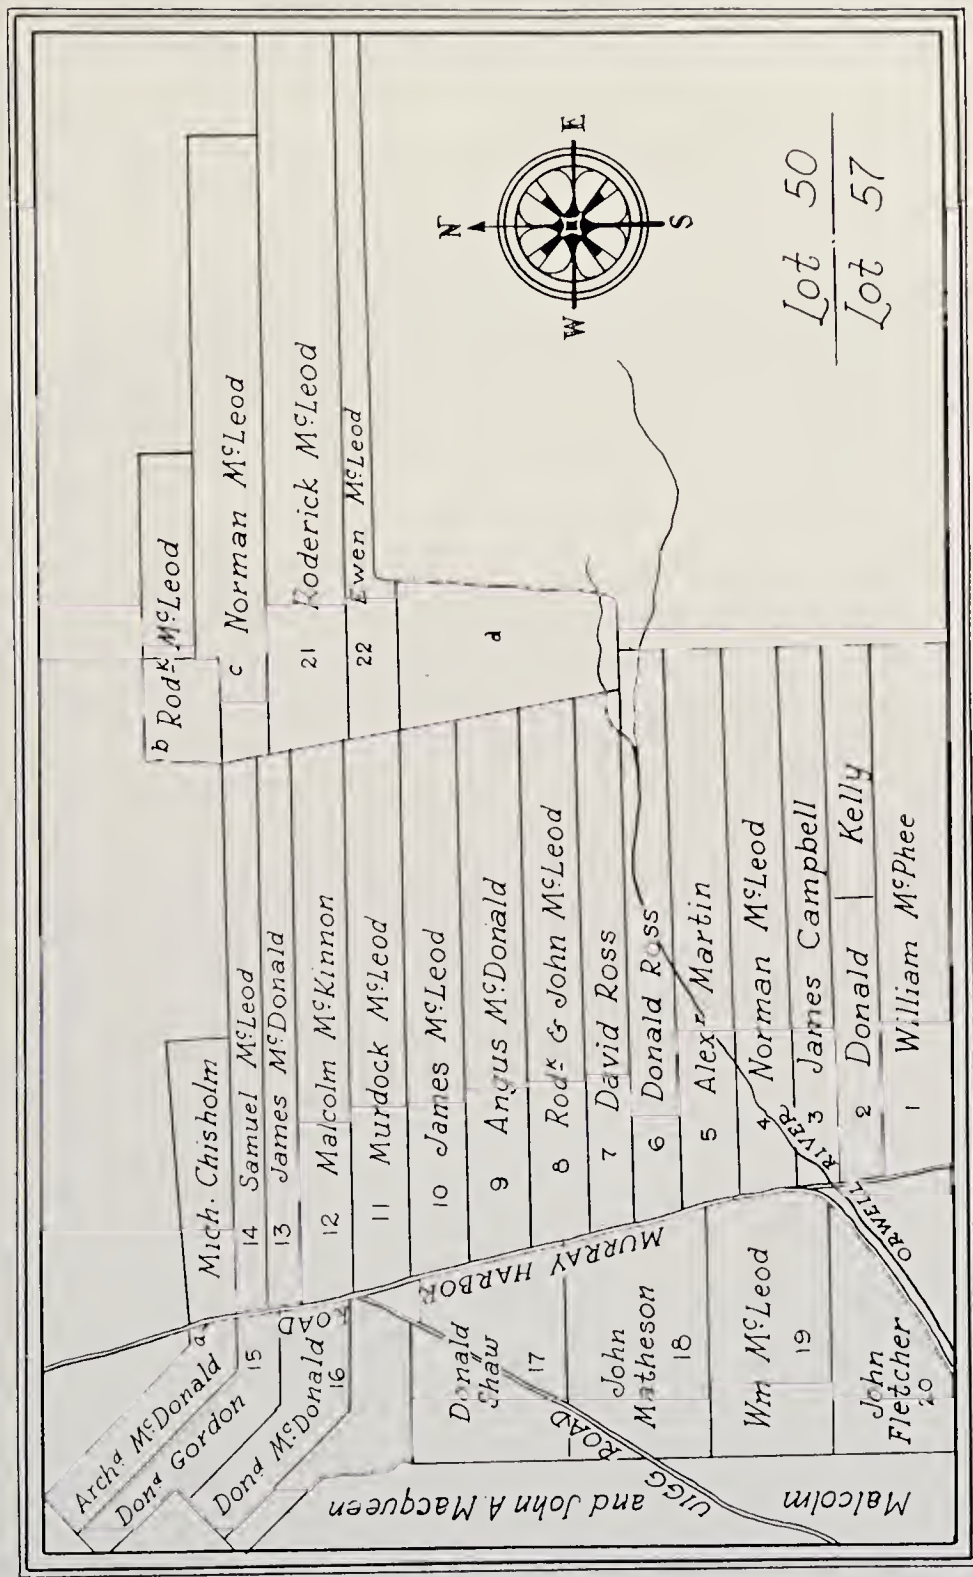 Mich. Chisholm
14 Samuel McLeod
13 James McDonald
12 Malcolm McKinnon
11 Murdock McLeod
10 James McLeod
9 Angus McDonald
8 Rodk & John McLeod
7 David Ross
6 Donald Ross
5 Alexr Martin
4 Norman McLeod
3 James Campbell
2 Donald Kelly
1 William McPhee
b Rodk McLeod
c Norman McLeod
21 Roderick McLeod
22 Ewen McLeod
d
a
Archd McDonald
15
Dond Gordon
Dond McDonald
16
Donald
Shaw
17
John
Matheson
18
Wm McLeod
19
John
Fletcher
20
Malcolm
and John A. Macqueen
MURRAY HARBOR
ROAD
UIGG
ROAD
ORWELL
RIVER
N
E
S
W
Lot 50
Lot 57